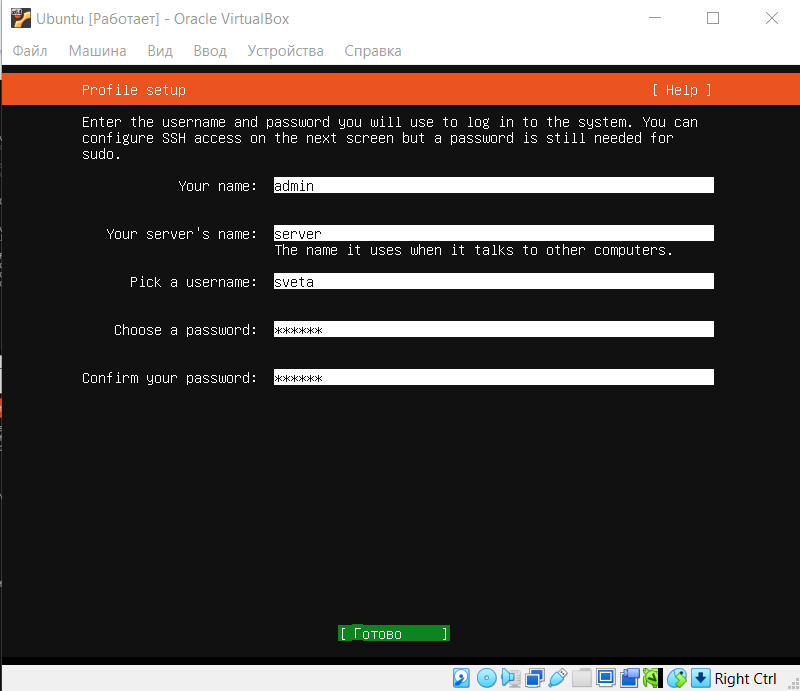 Ubuntu [Работает] - Oracle VirtualBox
Файл Машина Вид Ввод Устройства Справка
Profile setup [ Help ]
Enter the username and password you will use to log in to the system. You can
configure SSH access on the next screen but a password is still needed for
sudo.
Your name: admin
Your server's name: server
The name it uses when it talks to other computers.
Pick a username: sveta
Choose a password: ******
Confirm your password: ******
[ Готово ]
Right Ctrl